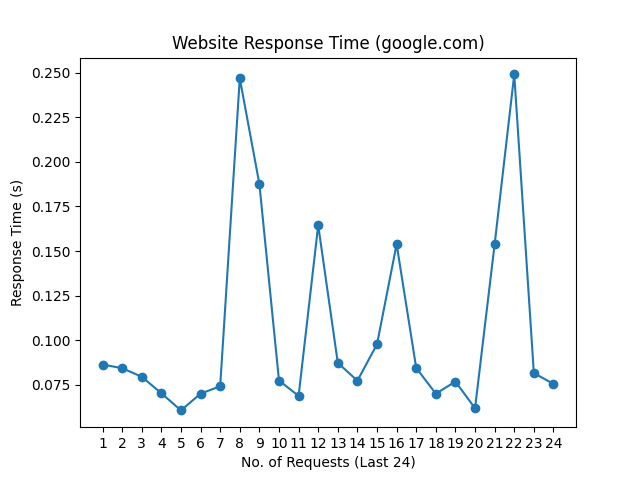 Website Response Time (google.com)
Response Time (s)
0.250
0.225
0.200
0.175
0.150
0.125
0.100
0.075
1 2 3 4 5 6 7 8 9 10 11 12 13 14 15 16 17 18 19 20 21 22 23 24
No. of Requests (Last 24)